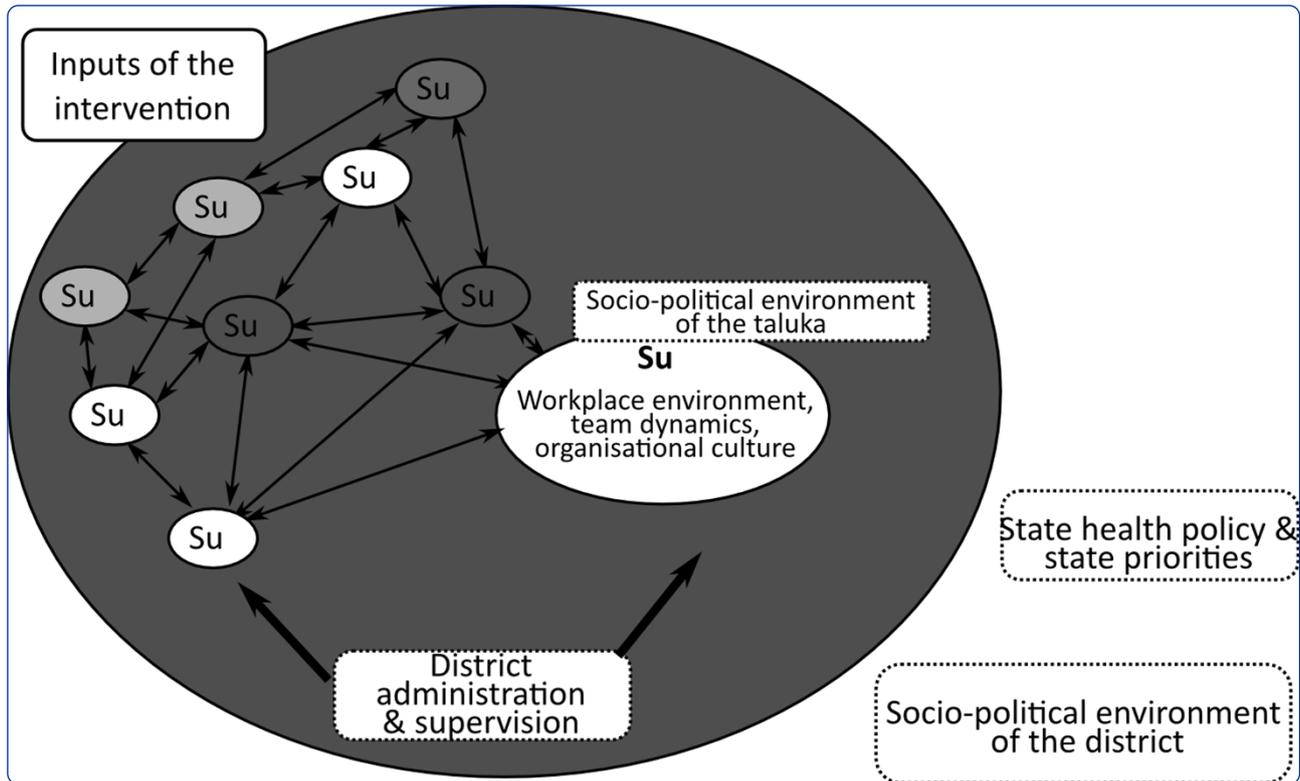 Inputs of the
intervention
Su
Su
Su
Su
Su
Su
Socio-political environment
of the taluka
Su
Workplace environment,
team dynamics,
organisational culture
Su
Su
State health policy &
state priorities
District
administration
& supervision
Socio-political environment
of the district